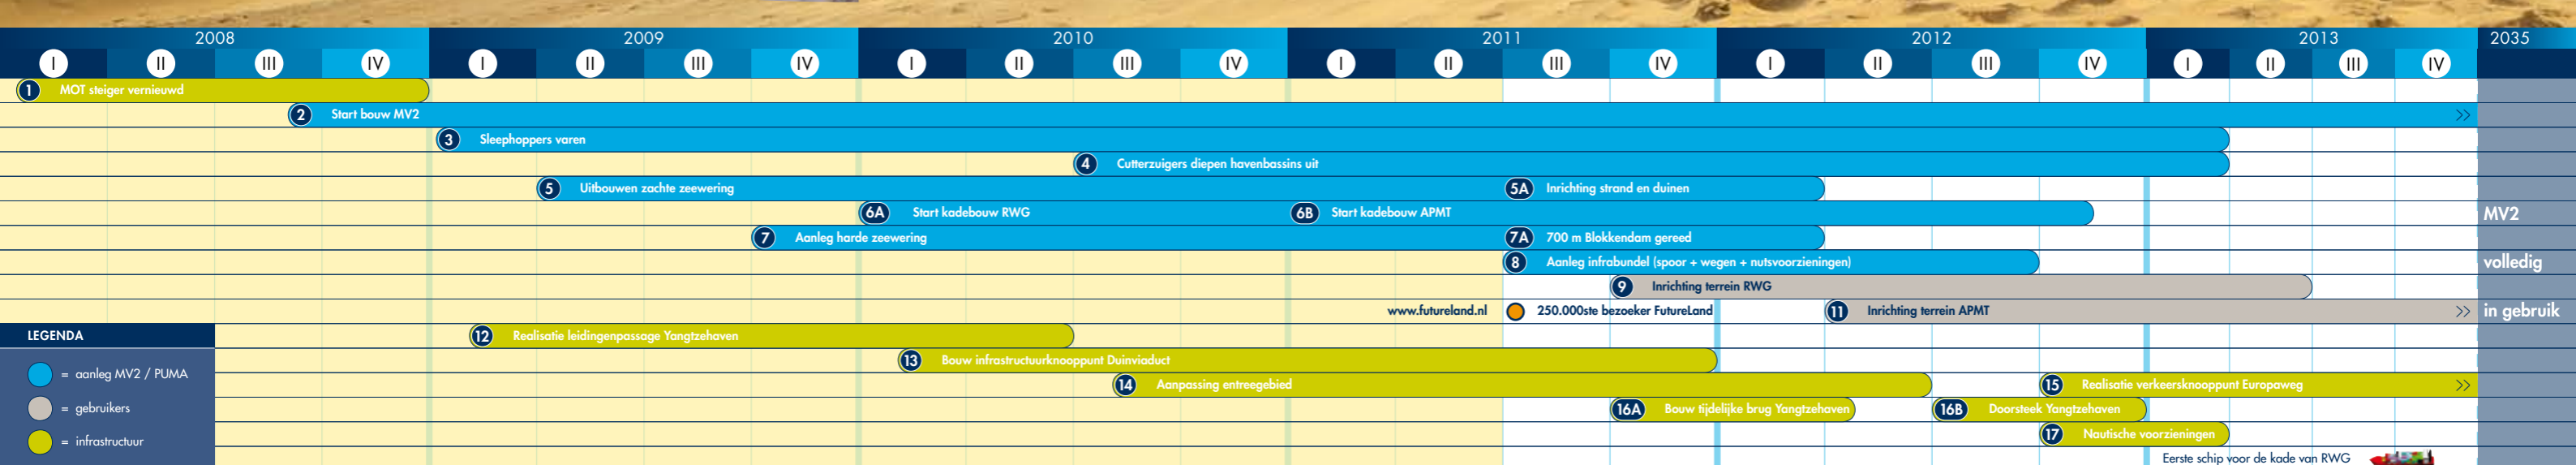 2008 2009 2010 2011 2012 2013 2035
I II III IV I II III IV I II III IV I II III IV I II III IV I II III IV
1 MOT steiger vernieuwd
2 Start bouw MV2 >>
3 Sleephoppers varen
4 Cutterzuigers diepen havenbassins uit
5 Uitbouwen zachte zeewering 5A Inrichting strand en duinen
6A Start kadebouw RWG 6B Start kadebouw APMT MV2
7 Aanleg harde zeewering 7A 700 m Blokkendam gereed
8 Aanleg infrabundel (spoor + wegen + nutsvoorzieningen) volledig
9 Inrichting terrein RWG
www.futureland.nl 250.000ste bezoeker FutureLand 11 Inrichting terrein APMT >> in gebruik
LEGENDA 12 Realisatie leidingenpassage Yangtzehaven
13 Bouw infrastructuurknooppunt Duinviaduct
= aanleg MV2 / PUMA 14 Aanpassing entreegebied 15 Realisatie verkeersknooppunt Europaweg >>
= gebruikers 16A Bouw tijdelijke brug Yangtzehaven 16B Doorsteek Yangtzehaven
= infrastructuur 17 Nautische voorzieningen
Eerste schip voor de kade van RWG